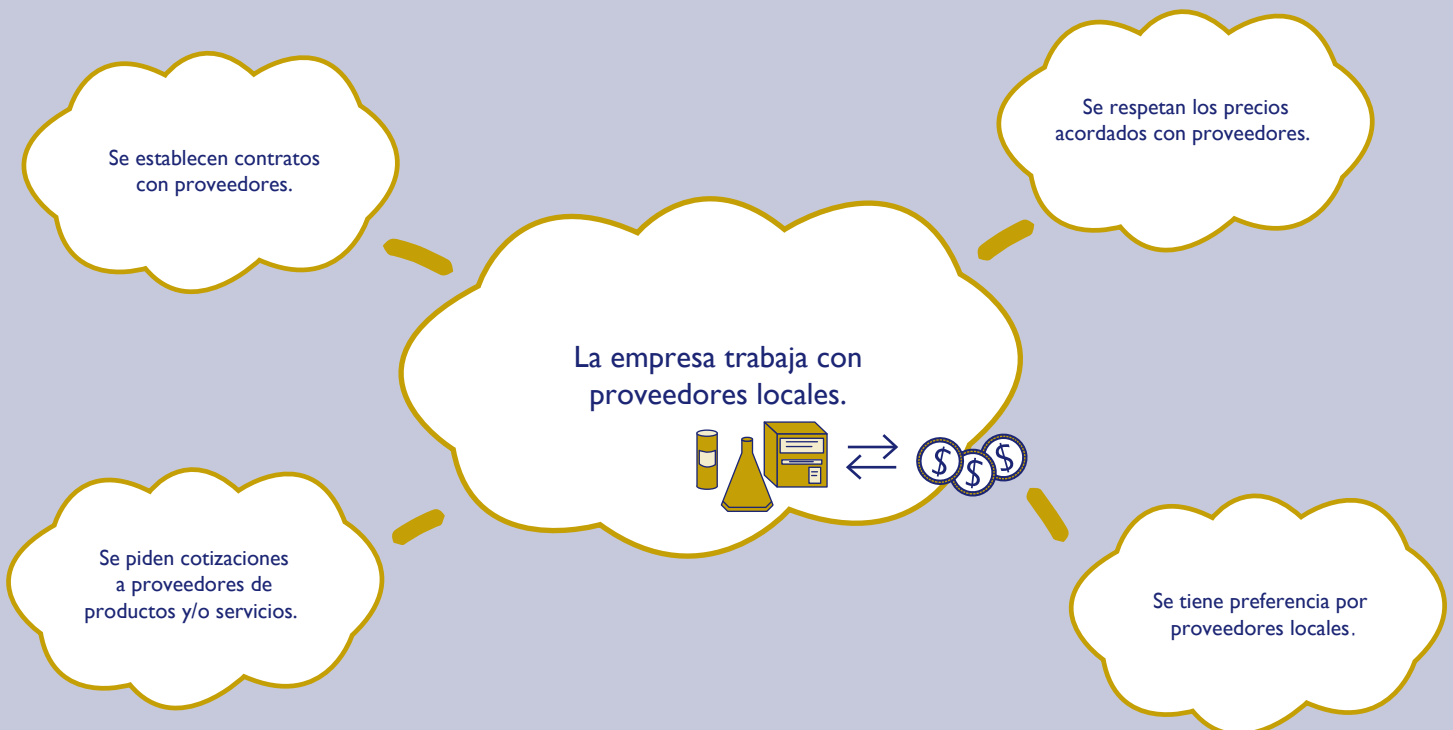 Se respetan los precios
acordados con proveedores.
Se establecen contratos
con proveedores.
La empresa trabaja con
proveedores locales.
$
$
$
Se piden cotizaciones
a proveedores de
productos y/o servicios.
Se tiene preferencia por
proveedores locales.